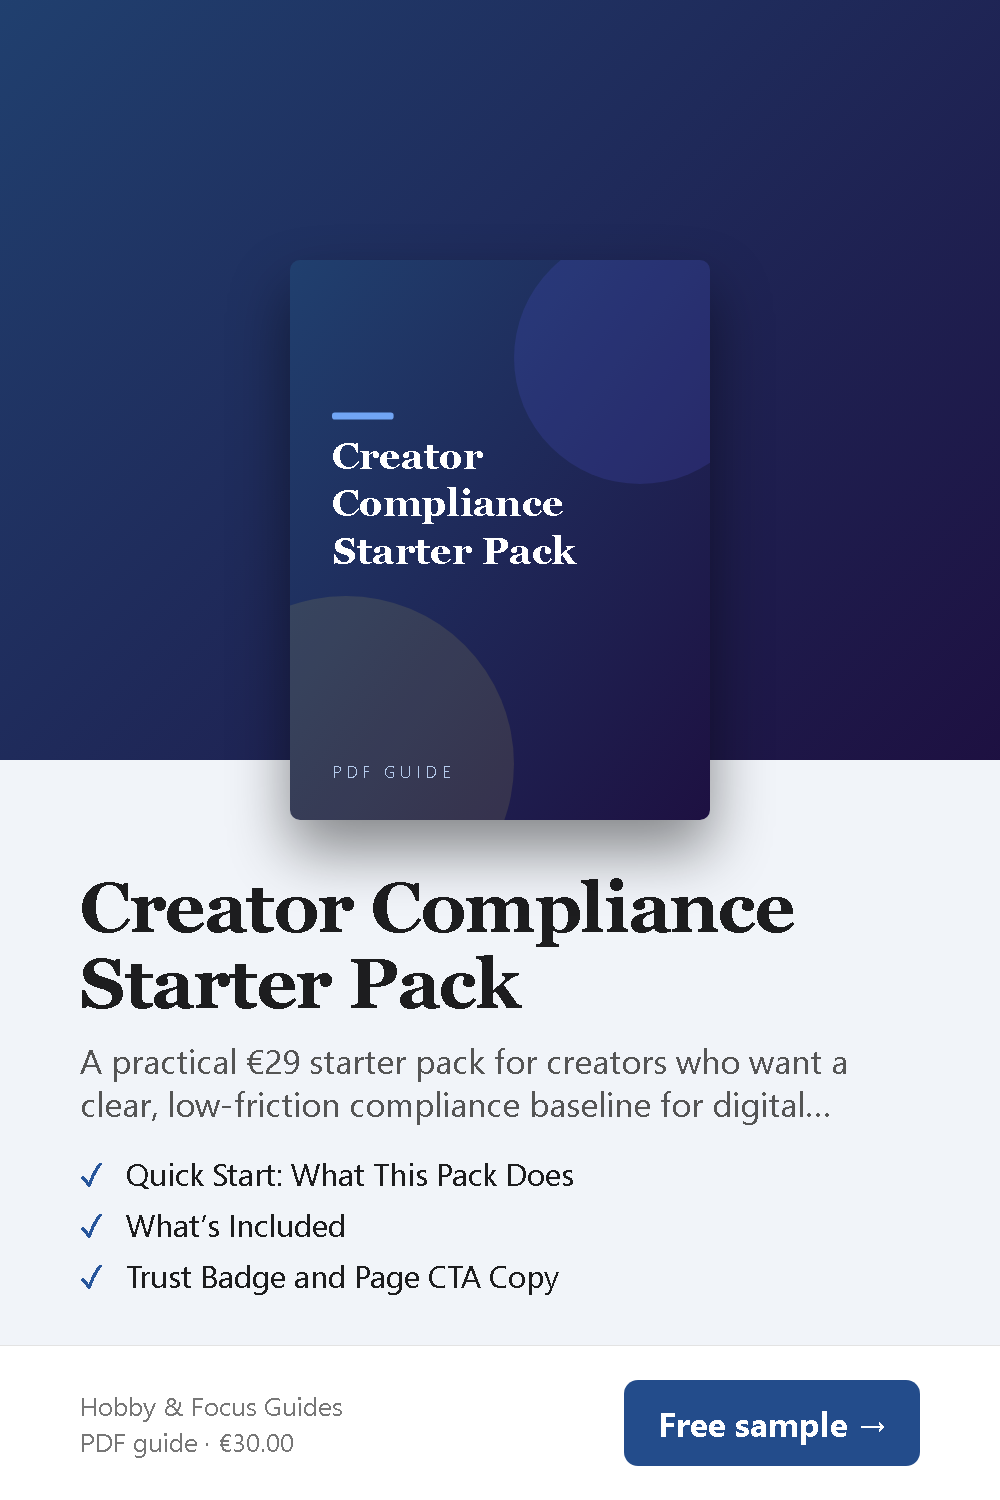 Creator
Compliance
Starter Pack
PDF GUIDE
Creator Compliance
Starter Pack
A practical €29 starter pack for creators who want a
clear, low-friction compliance baseline for digital…
✓ Quick Start: What This Pack Does
✓ What’s Included
✓ Trust Badge and Page CTA Copy
Hobby & Focus Guides
PDF guide · €30.00
Free sample →